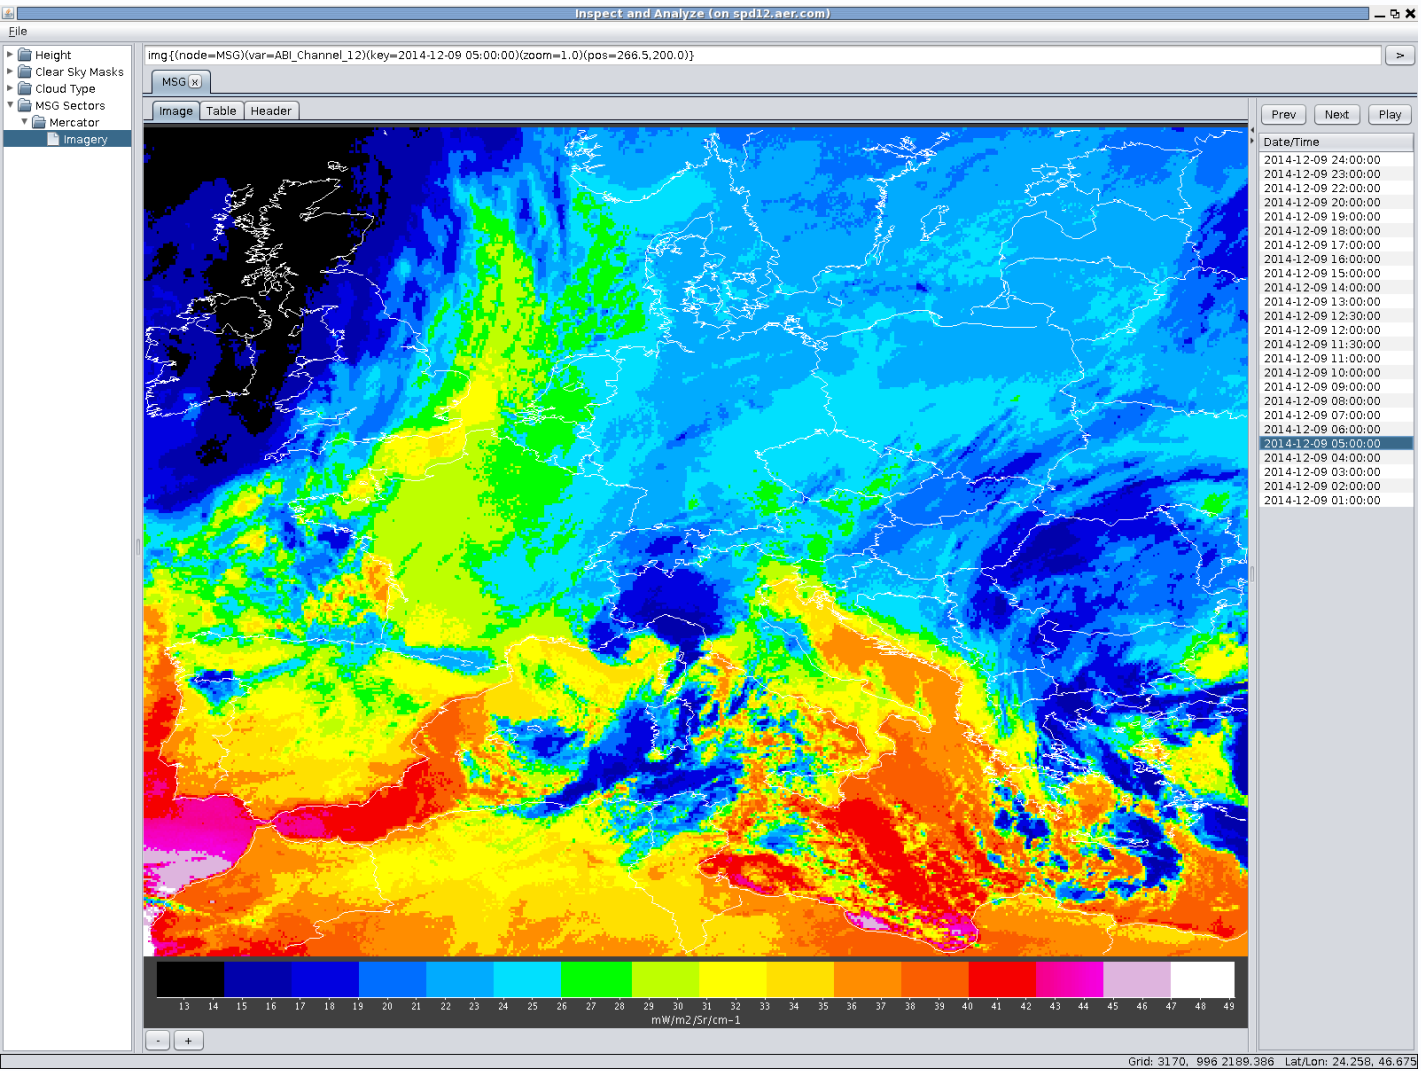 Inspect and Analyze (on spd12.aer.com)
File
Height
Clear Sky Masks
Cloud Type
MSG Sectors
Mercator
Imagery
img{(node=MSG)(var=ABI_Channel_12)(key=2014-12-09 05:00:00)(zoom=1.0)(pos=266.5,200.0)}
>
MSG x
Image Table Header
Prev Next Play
Date/Time
2014-12-09 24:00:00
2014-12-09 23:00:00
2014-12-09 22:00:00
2014-12-09 20:00:00
2014-12-09 19:00:00
2014-12-09 18:00:00
2014-12-09 17:00:00
2014-12-09 16:00:00
2014-12-09 15:00:00
2014-12-09 14:00:00
2014-12-09 13:00:00
2014-12-09 12:30:00
2014-12-09 12:00:00
2014-12-09 11:30:00
2014-12-09 11:00:00
2014-12-09 10:00:00
2014-12-09 09:00:00
2014-12-09 08:00:00
2014-12-09 07:00:00
2014-12-09 06:00:00
2014-12-09 05:00:00
2014-12-09 04:00:00
2014-12-09 03:00:00
2014-12-09 02:00:00
2014-12-09 01:00:00
13 14 15 16 17 18 19 20 21 22 23 24 25 26 27 28 29 30 31 32 33 34 35 36 37 38 39 40 41 42 43 44 45 46 47 48 49
mW/m2/Sr/cm-1
- +
Grid: 3170, 996 2189.386 Lat/Lon: 24.258, 46.675